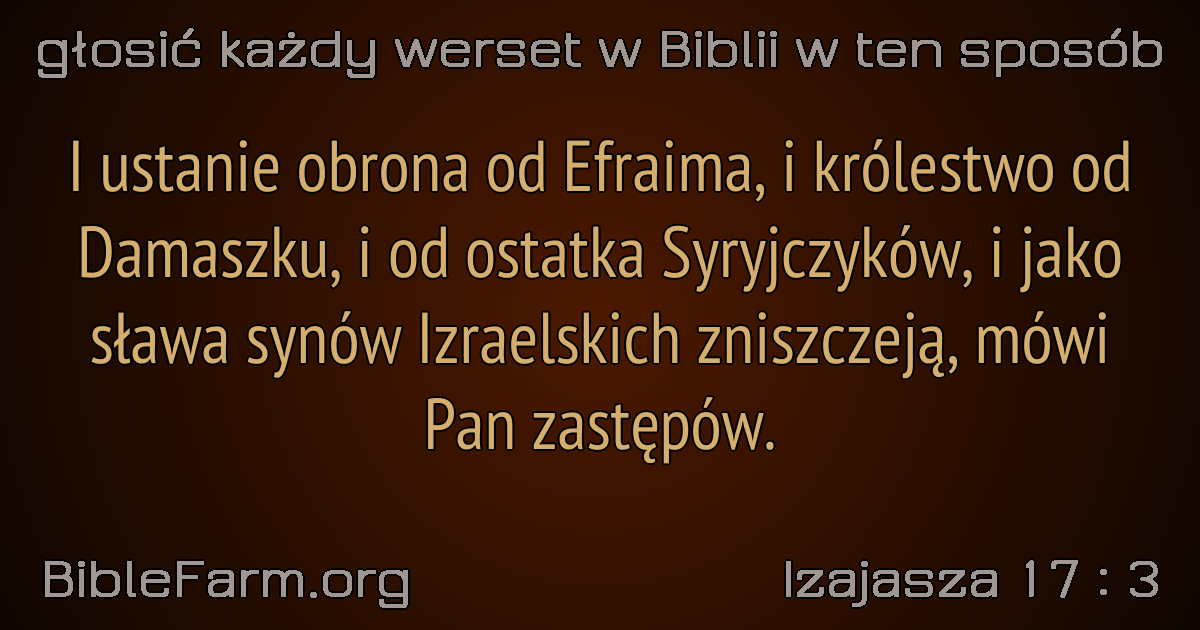 głosić każdy werset w Biblii w ten sposób
I ustanie obrona od Efraima, i królestwo od
Damaszku, i od ostatka Syryjczyków, i jako
sława synów Izraelskich zniszczeją, mówi
Pan zastępów.
BibleFarm.org
Izajasza 17 : 3